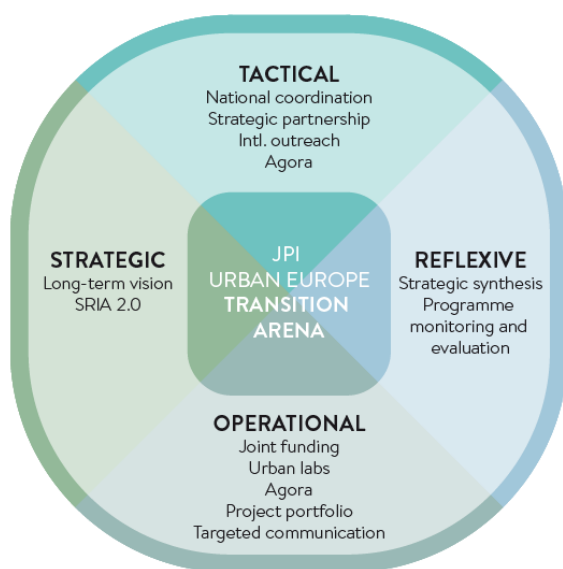 TACTICAL
National coordination
Strategic partnership
Intl. outreach
Agora
STRATEGIC
Long-term vision
SRIA 2.0
JPI
URBAN EUROPE
TRANSITION
ARENA
REFLEXIVE
Strategic synthesis
Programme
monitoring and
evaluation
OPERATIONAL
Joint funding
Urban labs
Agora
Project portfolio
Targeted communication